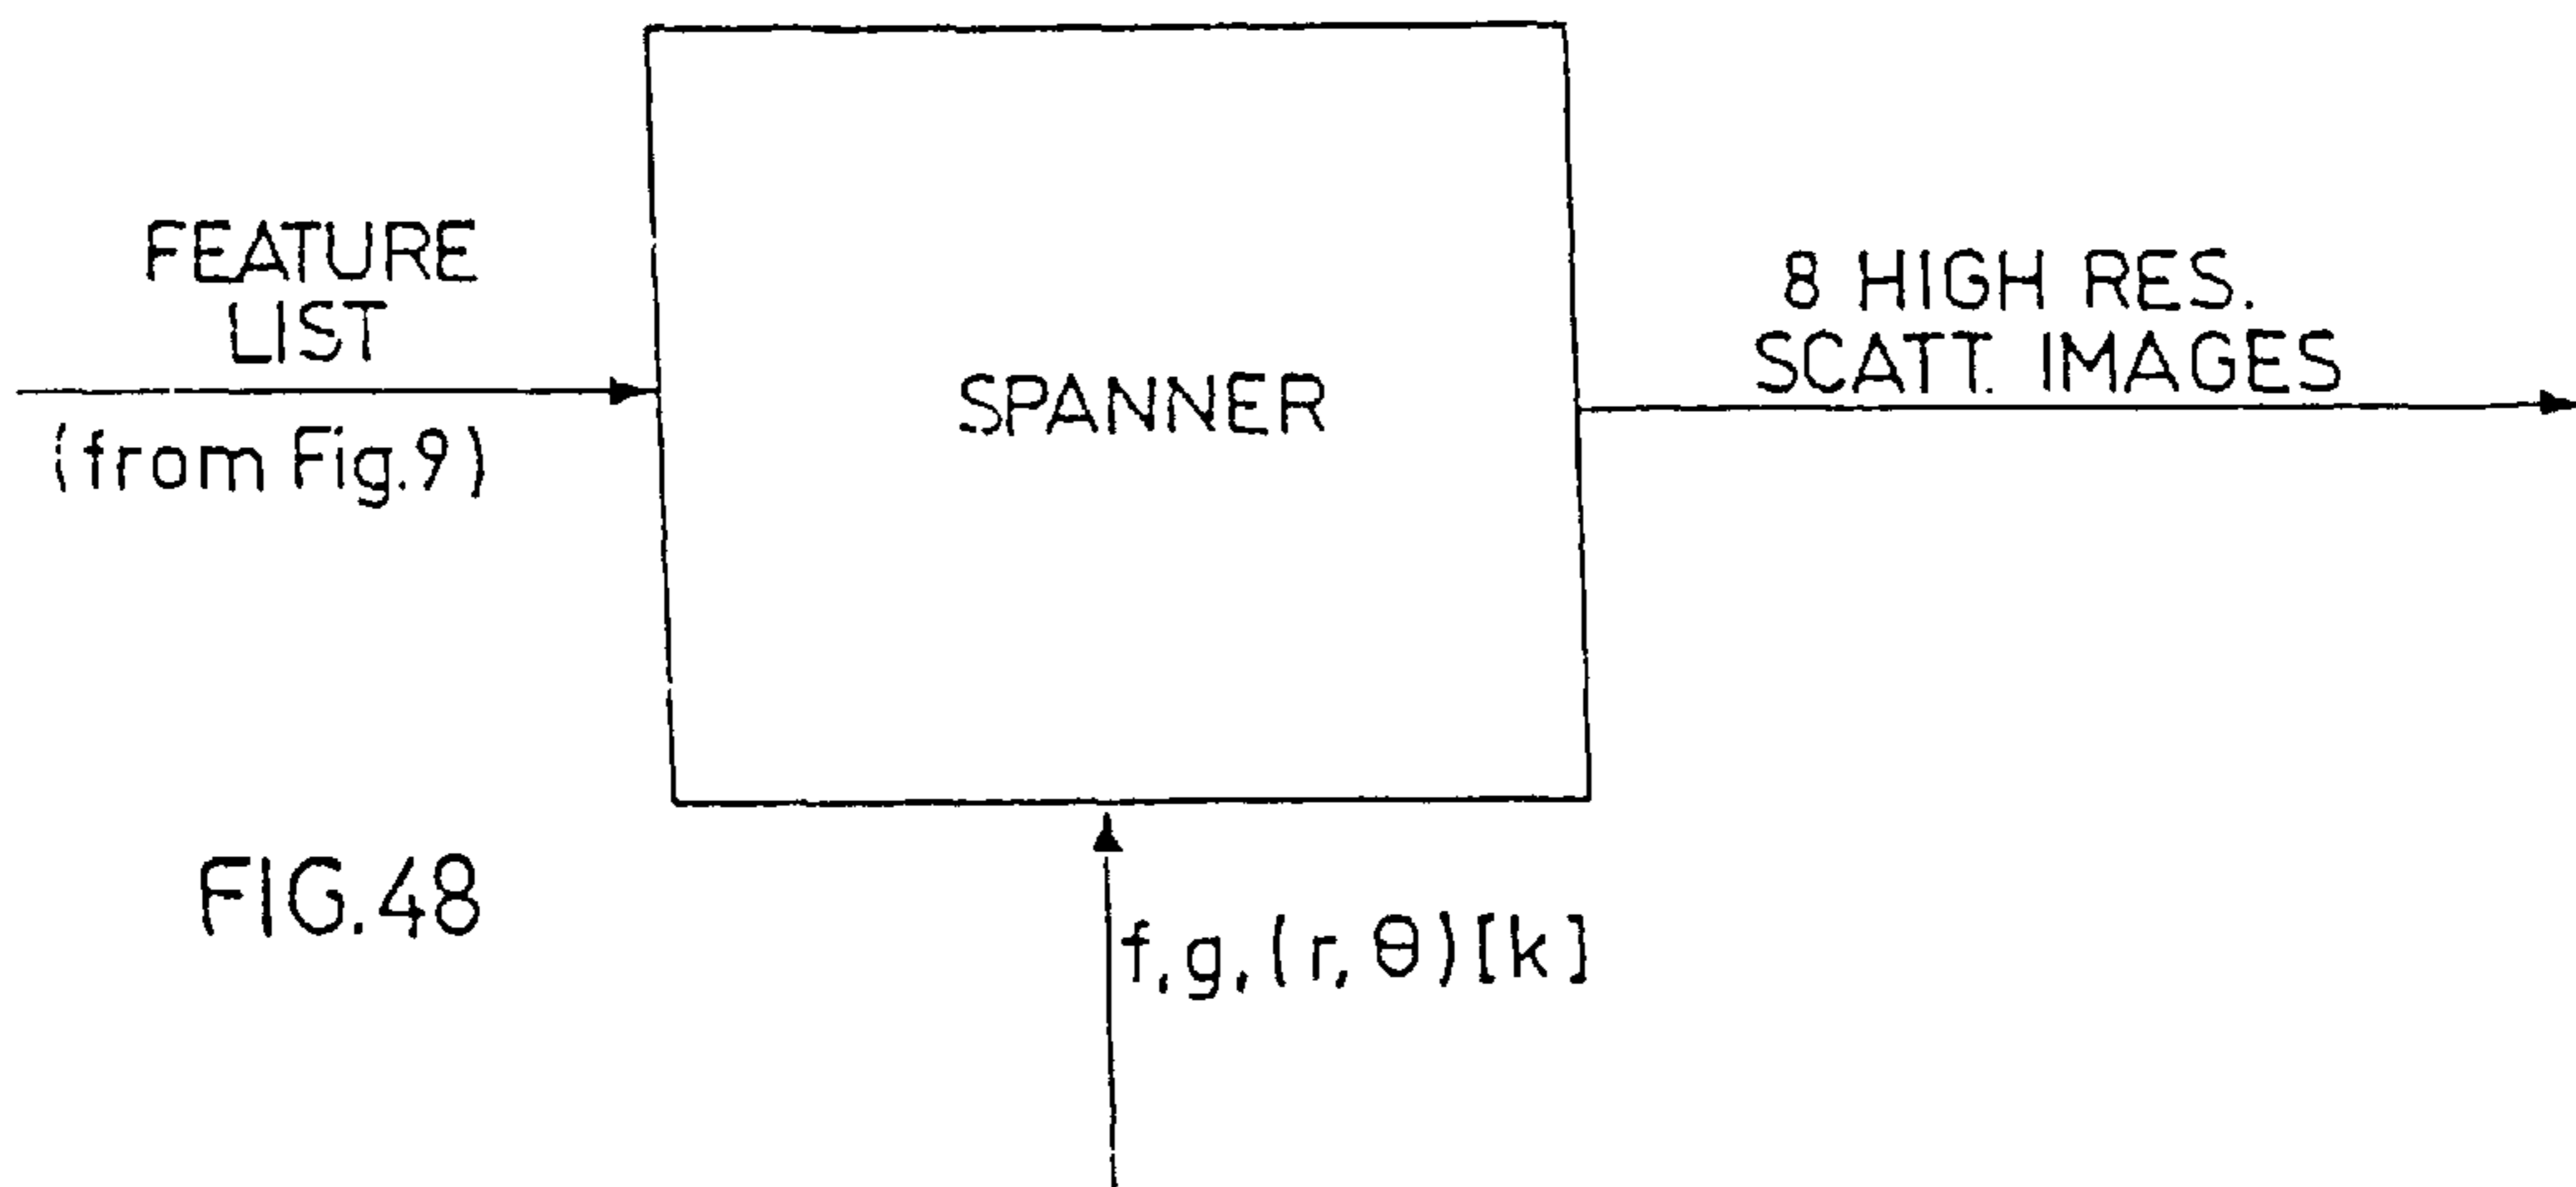 FEATURE
LIST
(from Fig.9)
SPANNER
8 HIGH RES.
SCATT. IMAGES
f,g,(r,θ)[k]
FIG.48